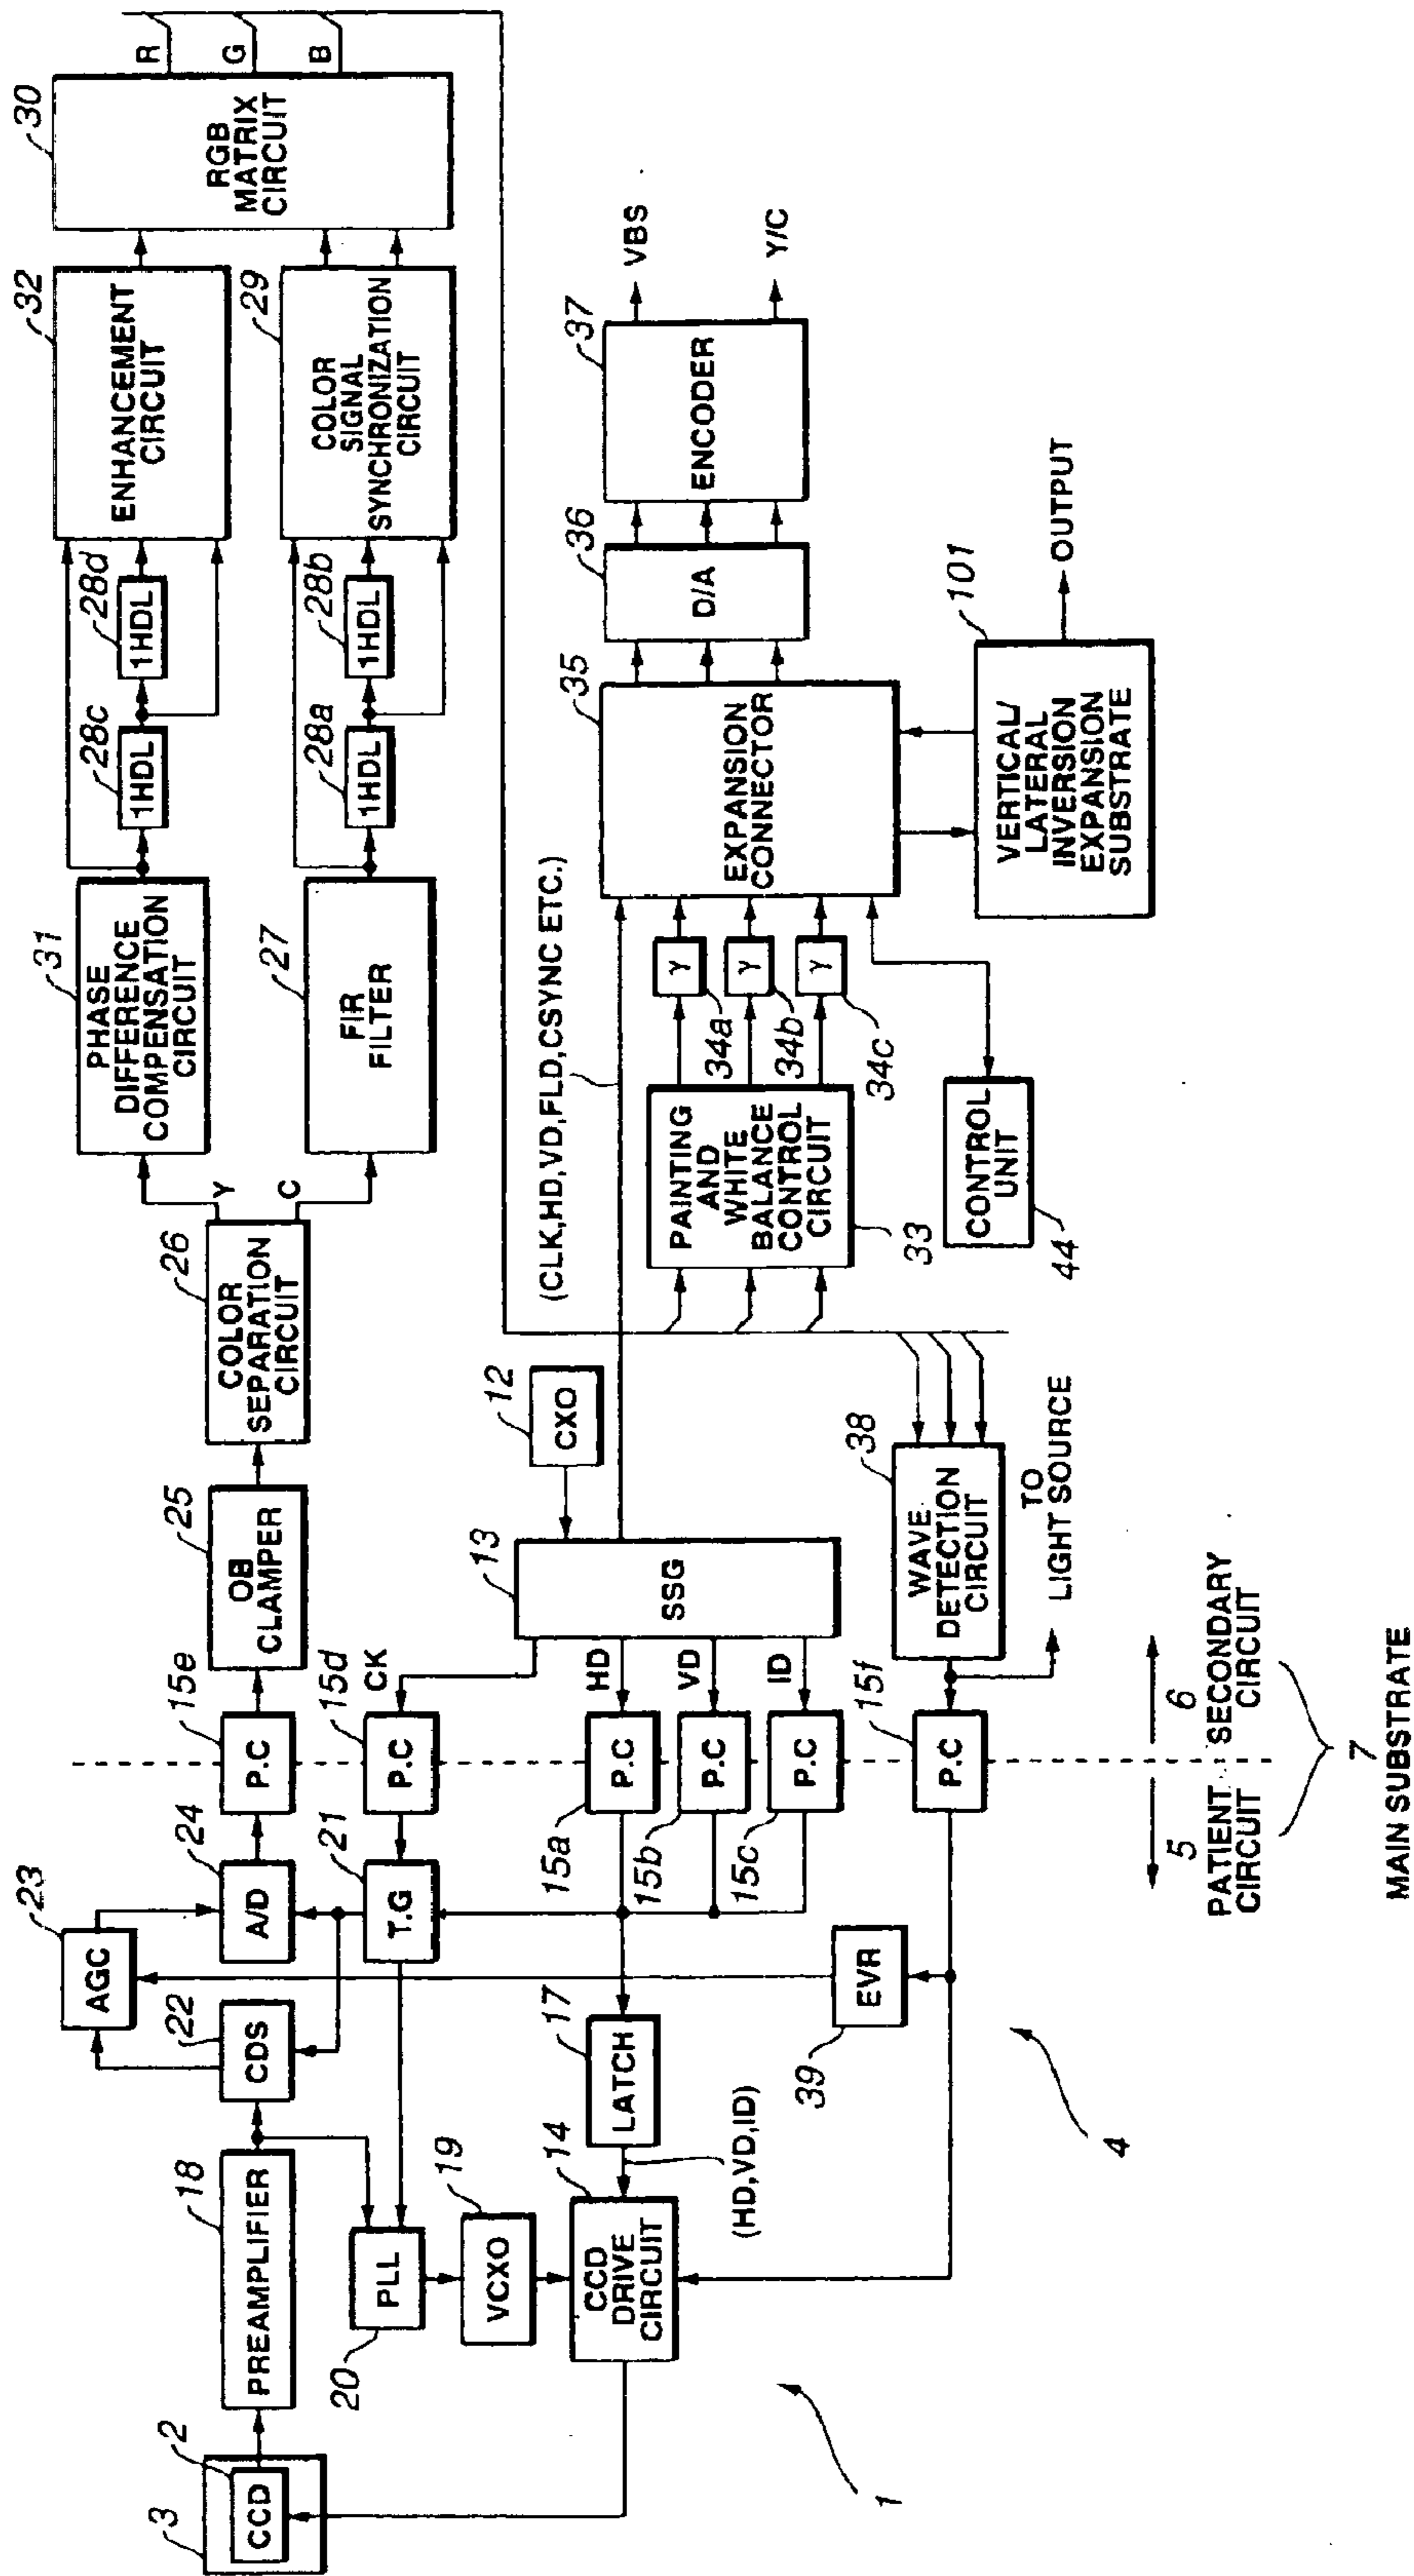 3
2
CCD
18
PREAMPLIFIER
22
CDS
23
AGC
24
A/D
15e
P.C
25
OB
CLAMPER
26
COLOR
SEPARATION
CIRCUIT
Y
C
31
PHASE
DIFFERENCE
COMPENSATION
CIRCUIT
27
FIR
FILTER
28c
1HDL
28d
1HDL
28a
1HDL
28b
1HDL
32
ENHANCEMENT
CIRCUIT
29
COLOR
SIGNAL
SYNCHRONIZATION
CIRCUIT
30
RGB
MATRIX
CIRCUIT
R
G
B
20
PLL
19
VCXO
14
CCD
DRIVE
CIRCUIT
17
LATCH
(HD,VD,ID)
21
T.G
15d
P.C
CK
15a
P.C
HD
15b
P.C
VD
15c
P.C
ID
13
SSG
12
CXO
(CLK,HD,VD,FLD,CSYNC ETC.)
39
EVR
15f
P.C
38
WAVE
DETECTION
CIRCUIT
TO
LIGHT SOURCE
33
PAINTING
AND
WHITE
BALANCE
CONTROL
CIRCUIT
34a
γ
34b
γ
34c
γ
44
CONTROL
UNIT
35
EXPANSION
CONNECTOR
36
D/A
37
ENCODER
VBS
Y/C
101
VERTICAL/
LATERAL
INVERSION
EXPANSION
SUBSTRATE
OUTPUT
1
4
5
PATIENT
CIRCUIT
6
SECONDARY
CIRCUIT
7
MAIN SUBSTRATE